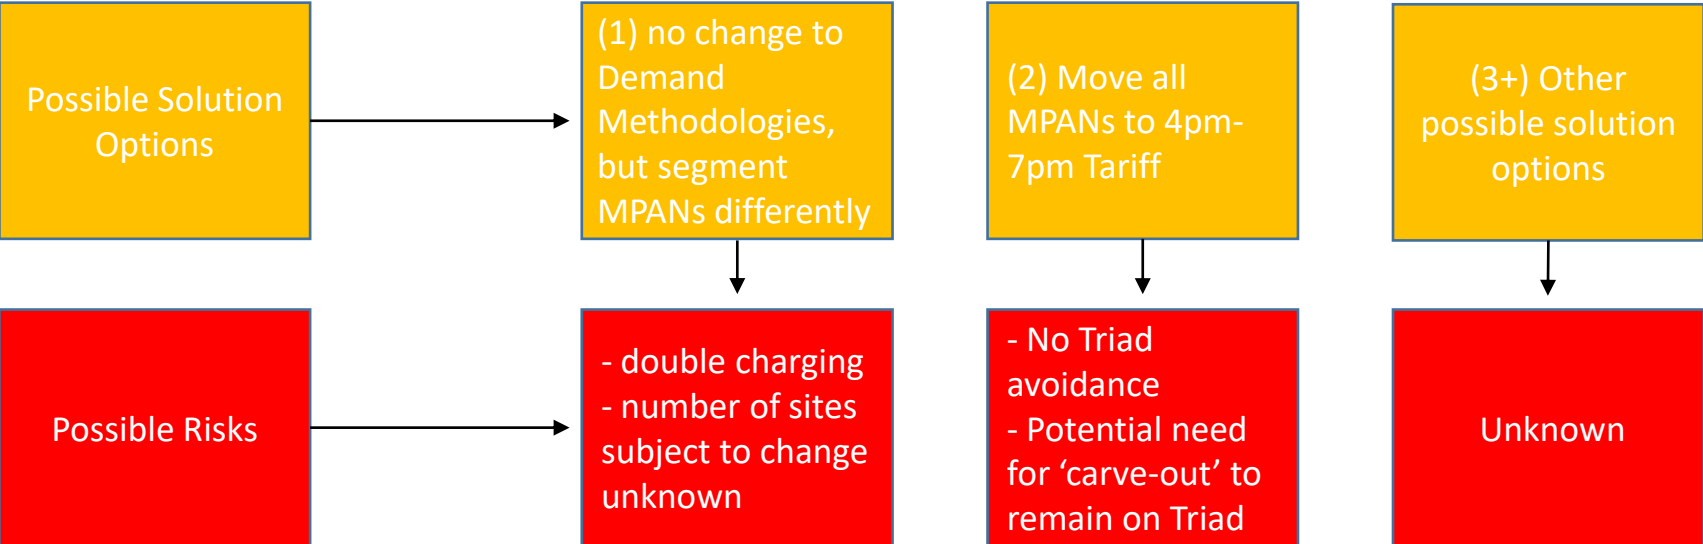 Possible Solution
Options
(1) no change to
Demand
Methodologies,
but segment
MPANs differently
(2) Move all
MPANs to 4pm-
7pm Tariff
(3+) Other
possible solution
options
Possible Risks
- double charging
- number of sites
subject to change
unknown
- No Triad
avoidance
- Potential need
for ‘carve-out’ to
remain on Triad
Unknown